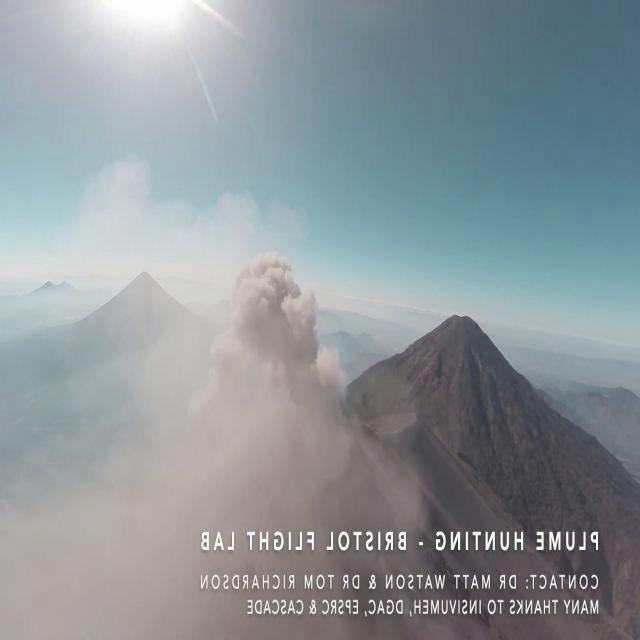 PLUME HUNTING - BRISTOL FLIGHT LAB
CONTACT: DR MATT WATSON & DR TOM RICHARDSON
MANY THANKS TO INSIVUMEH, DGAC, EPSRC & CASCADE